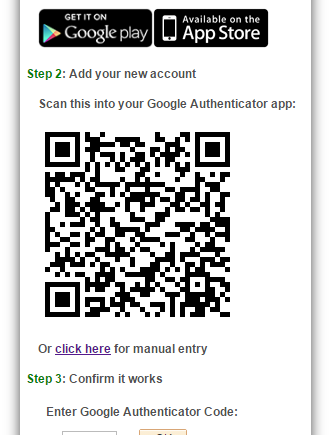 GET IT ON
Google play
Available on the
App Store
Step 2: Add your new account
Scan this into your Google Authenticator app:
Or click here for manual entry
Step 3: Confirm it works
Enter Google Authenticator Code: